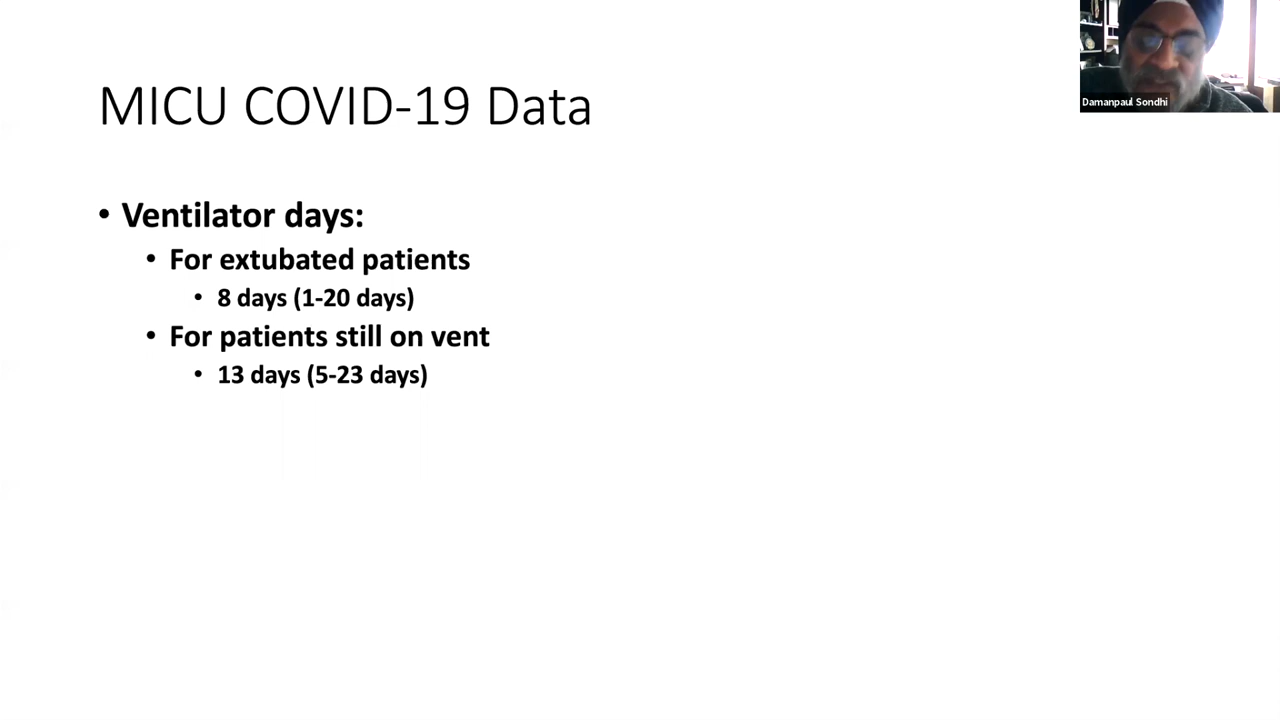 MICU COVID-19 Data
• Ventilator days:
• For extubated patients
• 8 days (1-20 days)
• For patients still on vent
• 13 days (5-23 days)
Damanpaul Sondhi